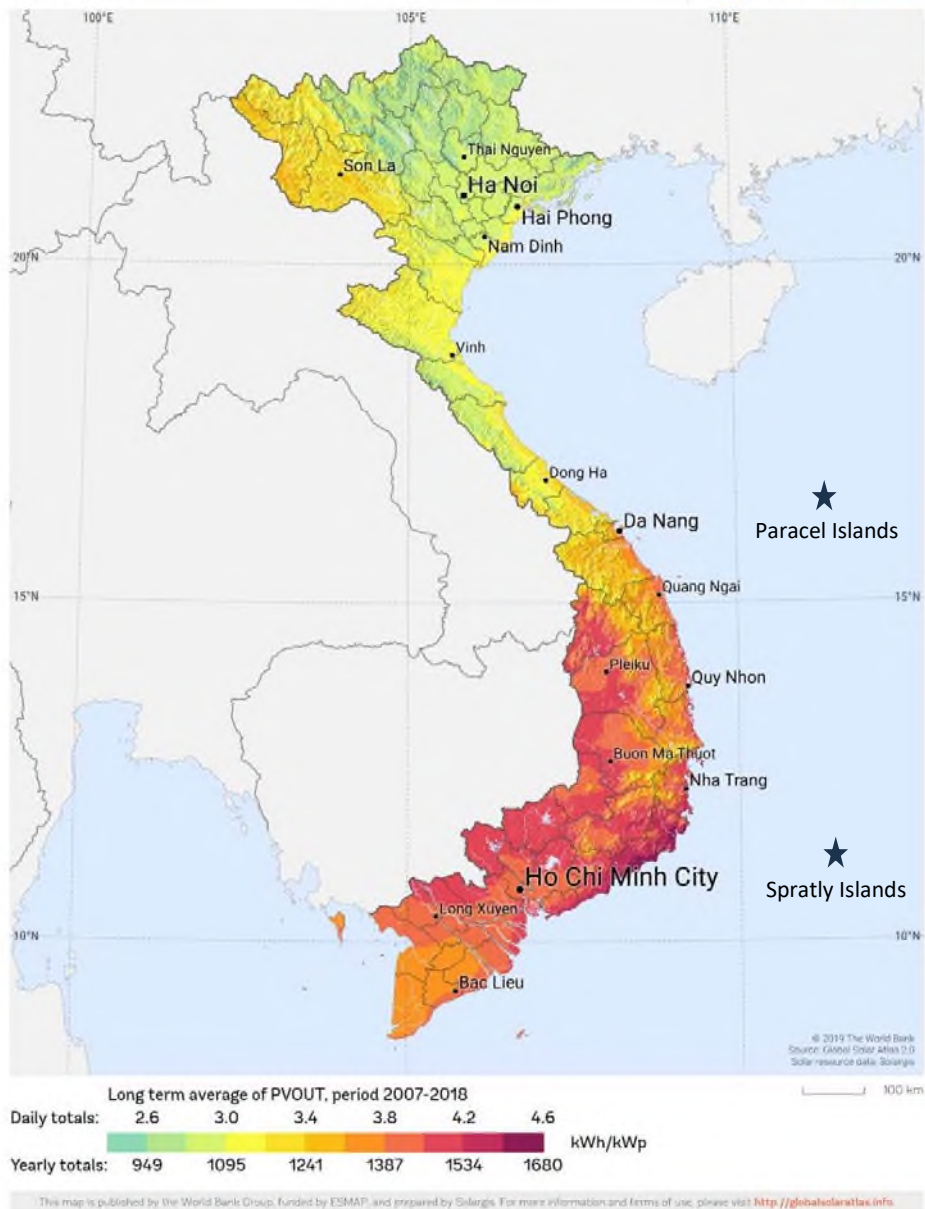 100°E 105°E 110°E
Thai Nguyen
Son La
Ha Noi
Hai Phong
Nam Dinh
20°N 20°N
Vinh
Dong Ha
Da Nang
Paracel Islands
Quang Ngai
15°N 15°N
Pleiku
Quy Nhon
Buon Ma Thuot
Nha Trang
Ho Chi Minh City
Spratly Islands
Long Xuyen
10°N 10°N
Bac Lieu
© 2019 The World Bank
Source: Global Solar Atlas 2.0
Solar resource data: Solargis
Long term average of PVOUT, period 2007-2018
100 km
Daily totals: 2.6 3.0 3.4 3.8 4.2 4.6
kWh/kWp
Yearly totals: 949 1095 1241 1387 1534 1680
This map is published by the World Bank Group, funded by ESMAP, and prepared by Solargis. For more information and terms of use, please visit http://globalsolaratlas.info.